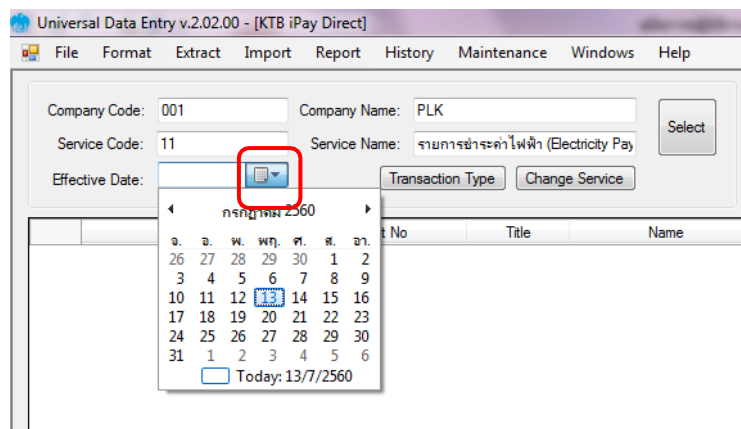 Universal Data Entry v.2.02.00 - [KTB iPay Direct]
File Format Extract Import Report History Maintenance Windows Help
Company Code: 001 Company Name: PLK Select
Service Code: 11 Service Name: รายการชำระค่าไฟฟ้า (Electricity Pay
Effective Date: Transaction Type Change Service
กรกฎาคม 2560
t No Title Name
จ. อ. พ. พฤ. ศ. ส. อา.
26 27 28 29 30 1 2
3 4 5 6 7 8 9
10 11 12 13 14 15 16
17 18 19 20 21 22 23
24 25 26 27 28 29 30
31 1 2 3 4 5 6
Today: 13/7/2560